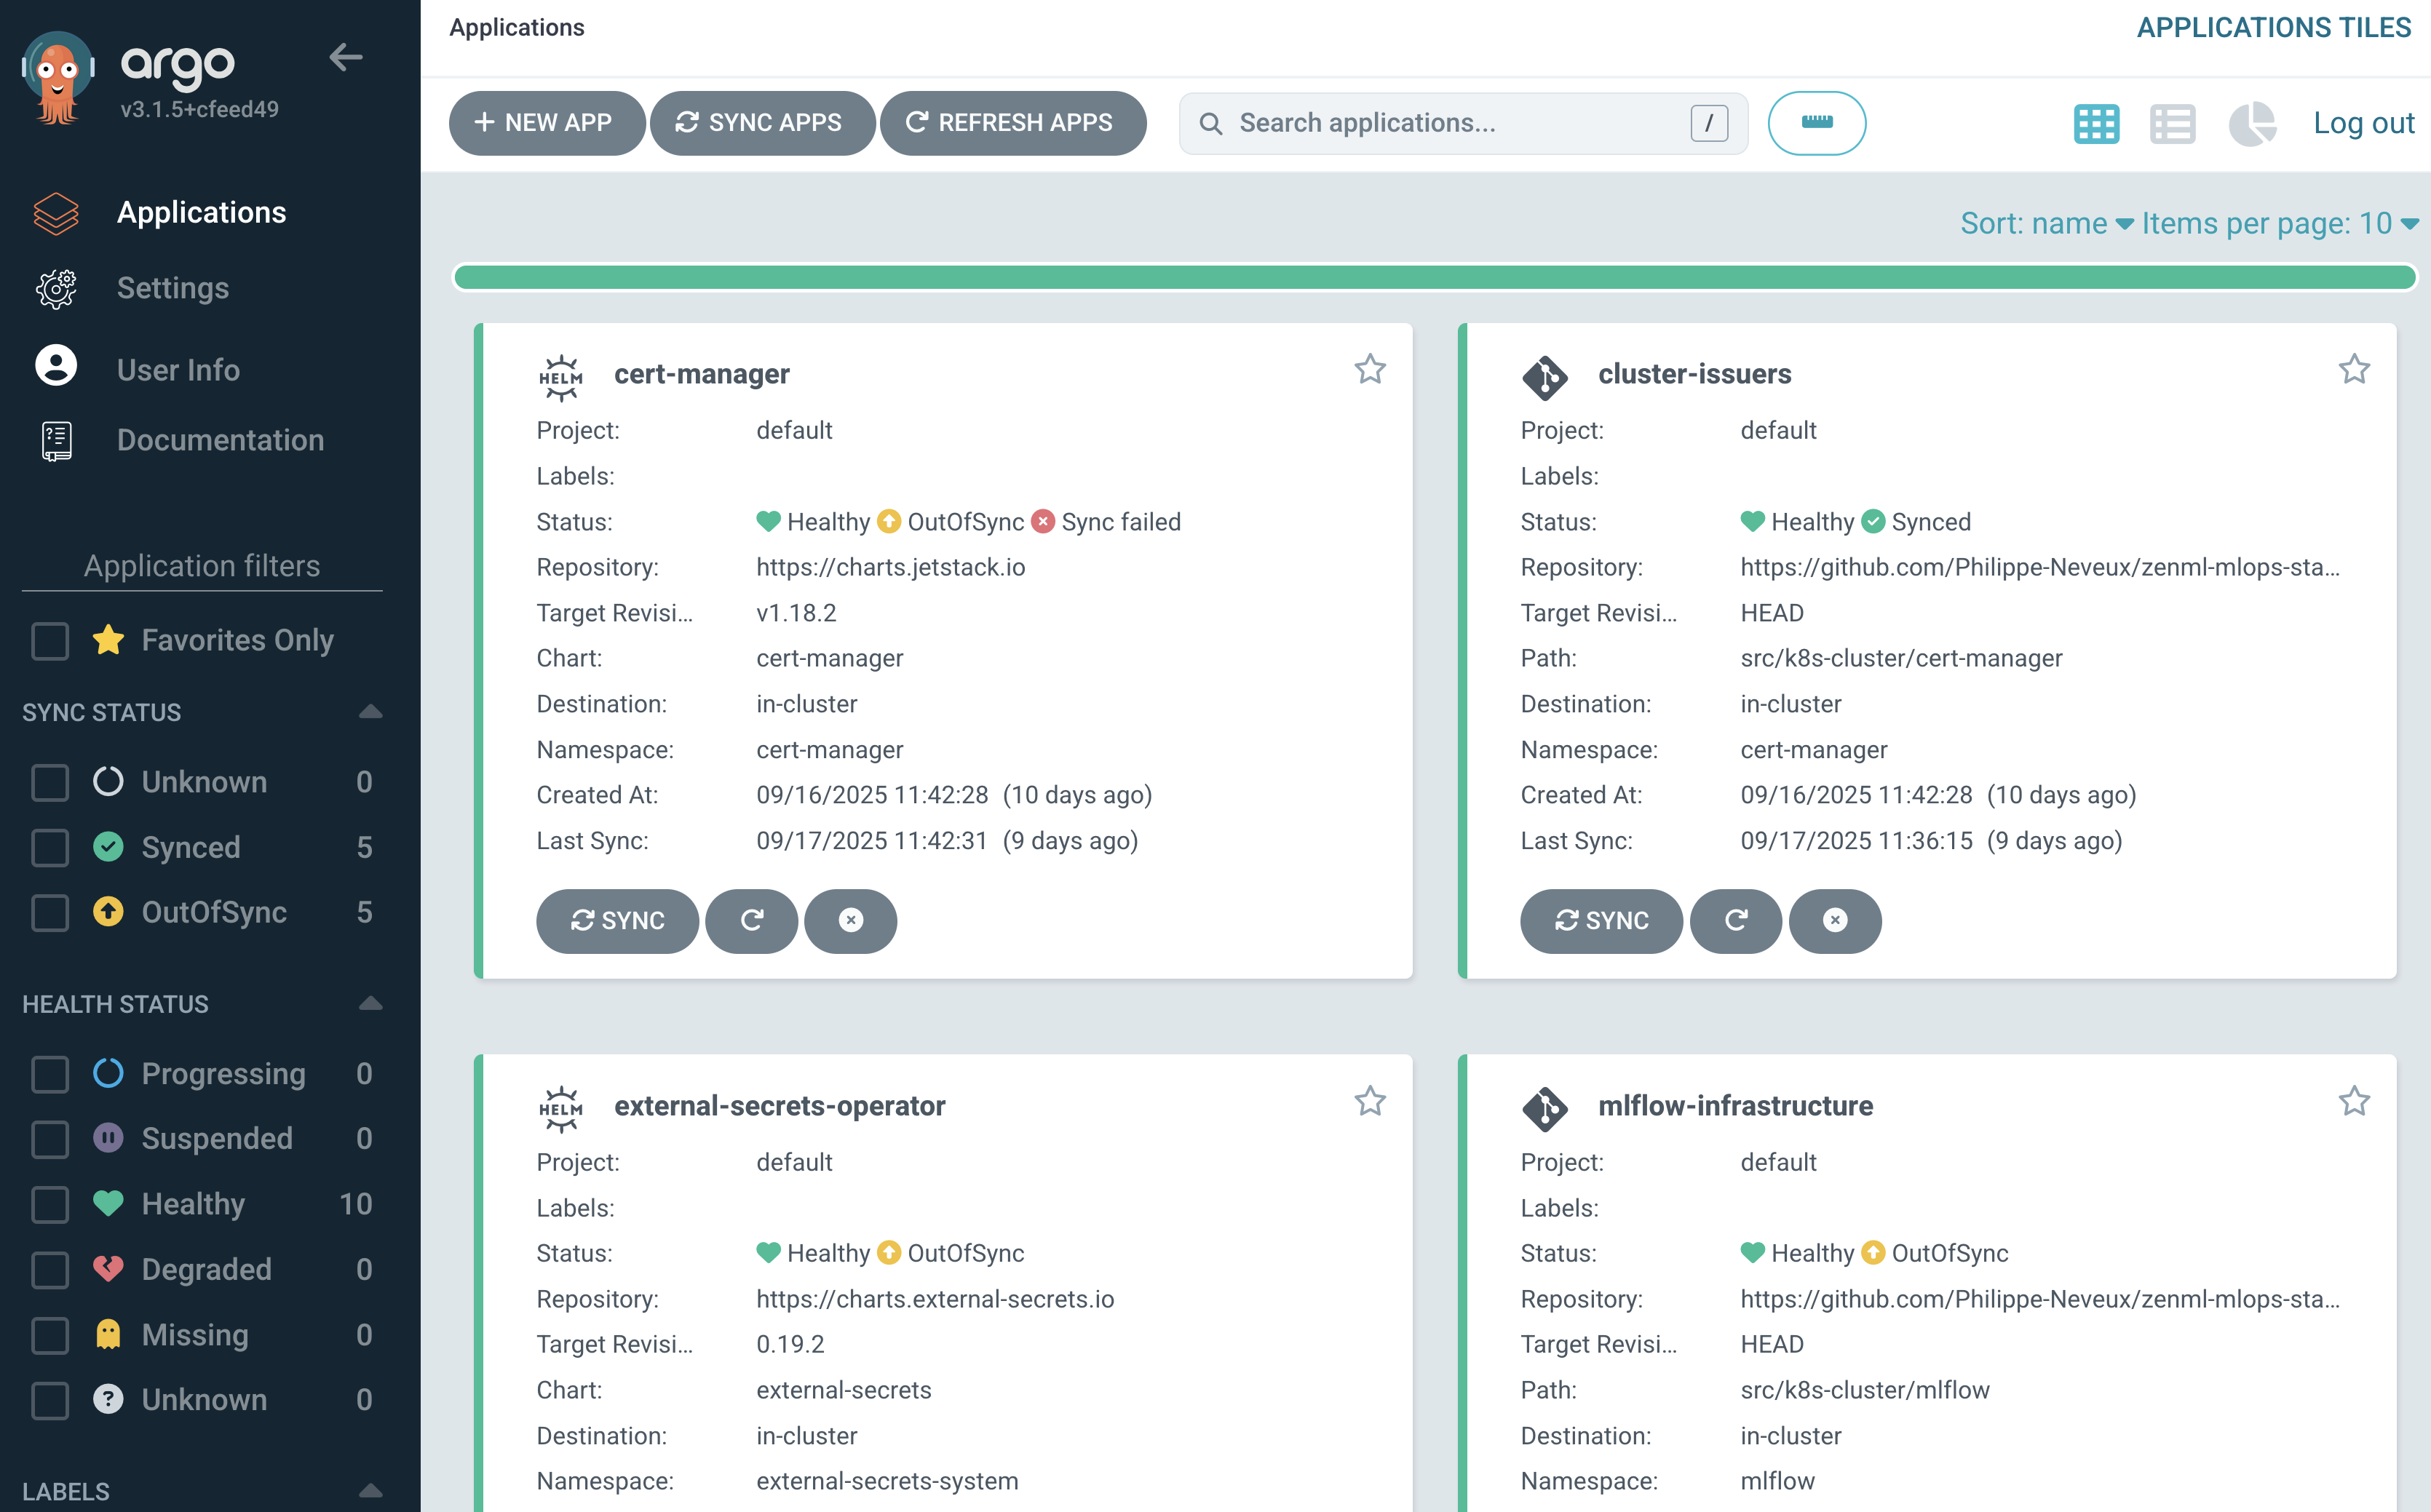 argo
v3.1.5+cfeed49
Applications
Settings
User Info
Documentation
Application filters
Favorites Only
SYNC STATUS
Unknown 0
Synced 5
OutOfSync 5
HEALTH STATUS
Progressing 0
Suspended 0
Healthy 10
Degraded 0
Missing 0
Unknown 0
LABELS
Applications
APPLICATIONS TILES
NEW APP SYNC APPS REFRESH APPS Search applications... / Log out
Sort: name Items per page: 10
HELM cert-manager
Project: default
Labels:
Status: Healthy OutOfSync Sync failed
Repository: https://charts.jetstack.io
Target Revisi... v1.18.2
Chart: cert-manager
Destination: in-cluster
Namespace: cert-manager
Created At: 09/16/2025 11:42:28 (10 days ago)
Last Sync: 09/17/2025 11:42:31 (9 days ago)
SYNC
cluster-issuers
Project: default
Labels:
Status: Healthy Synced
Repository: https://github.com/Philippe-Neveux/zenml-mlops-sta...
Target Revisi... HEAD
Path: src/k8s-cluster/cert-manager
Destination: in-cluster
Namespace: cert-manager
Created At: 09/16/2025 11:42:28 (10 days ago)
Last Sync: 09/17/2025 11:36:15 (9 days ago)
SYNC
HELM external-secrets-operator
Project: default
Labels:
Status: Healthy OutOfSync
Repository: https://charts.external-secrets.io
Target Revisi... 0.19.2
Chart: external-secrets
Destination: in-cluster
Namespace: external-secrets-system
mlflow-infrastructure
Project: default
Labels:
Status: Healthy OutOfSync
Repository: https://github.com/Philippe-Neveux/zenml-mlops-sta...
Target Revisi... HEAD
Path: src/k8s-cluster/mlflow
Destination: in-cluster
Namespace: mlflow